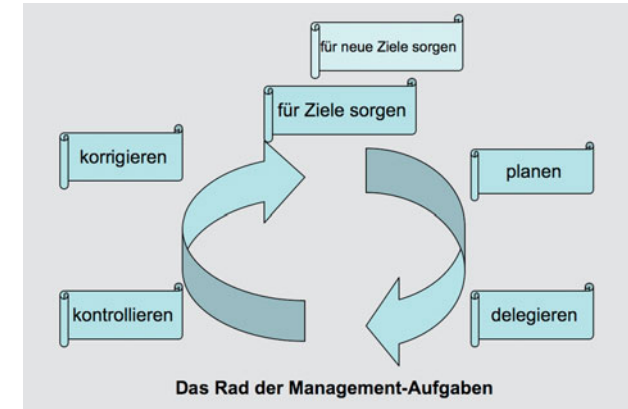 für neue Ziele sorgen
für Ziele sorgen
korrigieren
planen
kontrollieren
delegieren
Das Rad der Management-Aufgaben